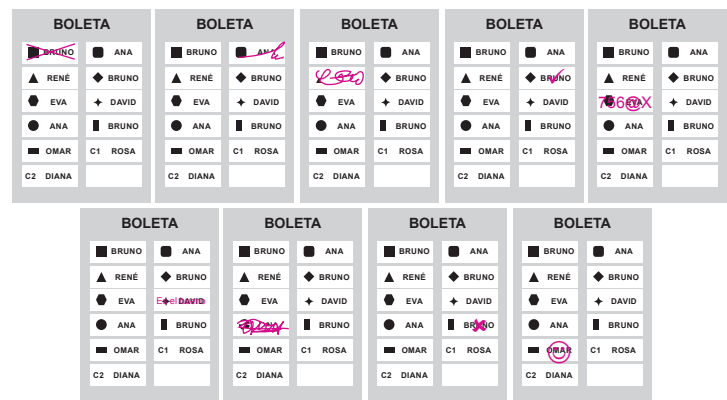 BOLETA
BRUNO ANA
RENÉ BRUNO
EVA DAVID
ANA BRUNO
OMAR C1 ROSA
C2 DIANA
BOLETA
BRUNO ANA
RENÉ BRUNO
EVA DAVID
ANA BRUNO
OMAR C1 ROSA
C2 DIANA
BOLETA
BRUNO ANA
BRUNO
EVA DAVID
ANA BRUNO
OMAR C1 ROSA
C2 DIANA
BOLETA
BRUNO ANA
RENÉ BRUNO
EVA DAVID
ANA BRUNO
OMAR C1 ROSA
C2 DIANA
BOLETA
BRUNO ANA
RENÉ BRUNO
EVA DAVID
ANA BRUNO
OMAR C1 ROSA
C2 DIANA
BOLETA
BRUNO ANA
RENÉ BRUNO
EVA DAVID
ANA BRUNO
OMAR C1 ROSA
C2 DIANA
BOLETA
BRUNO ANA
RENÉ BRUNO
EVA DAVID
BRUNO
OMAR C1 ROSA
C2 DIANA
BOLETA
BRUNO ANA
RENÉ BRUNO
EVA DAVID
ANA BRUNO
OMAR C1 ROSA
C2 DIANA
BOLETA
BRUNO ANA
RENÉ BRUNO
EVA DAVID
ANA BRUNO
OMAR C1 ROSA
C2 DIANA